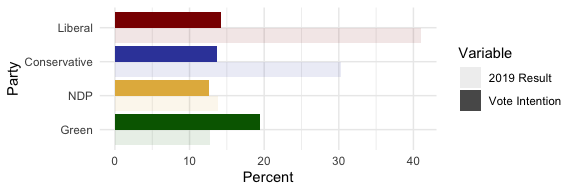 Party
Liberal
Conservative
NDP
Green
0 10 20 30 40
Percent
Variable
2019 Result
Vote Intention